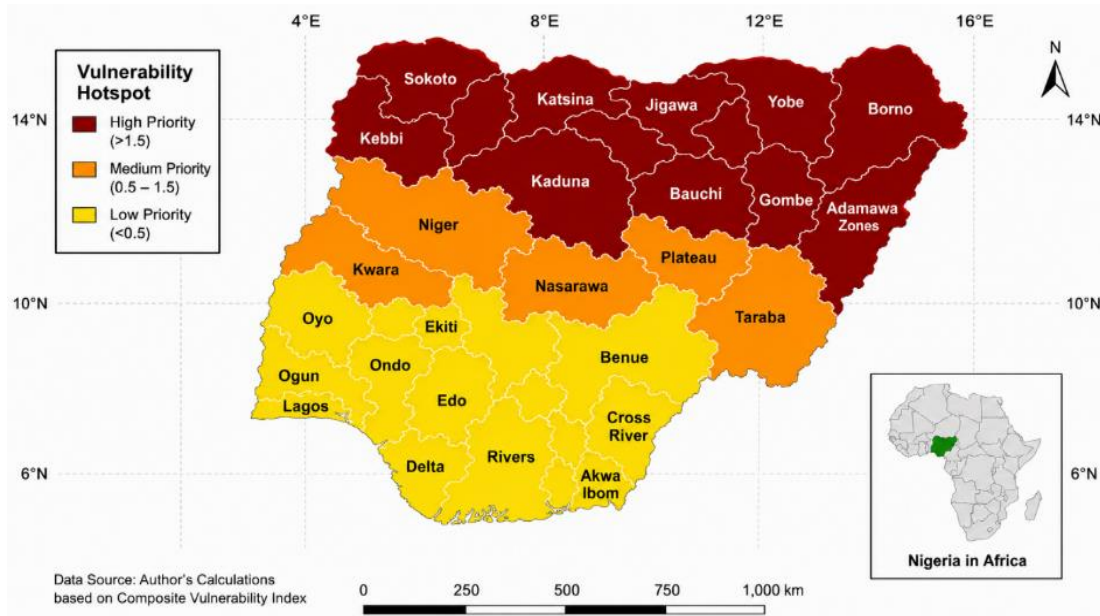 4°E 8°E 12°E 16°E
N
Vulnerability
Hotspot
High Priority
(>1.5)
Medium Priority
(0.5 – 1.5)
Low Priority
(<0.5)
14°N
14°N
10°N
10°N
6°N
6°N
Sokoto
Katsina
Jigawa
Yobe
Borno
Kebbi
Kaduna
Bauchi
Gombe
Adamawa
Zones
Niger
Plateau
Kwara
Nasarawa
Taraba
Oyo
Ekiti
Benue
Ondo
Ogun
Edo
Lagos
Cross
River
Delta
Rivers
Akwa
Ibom
Nigeria in Africa
Data Source: Author's Calculations
based on Composite Vulnerability Index
0 250 500 750 1,000 km